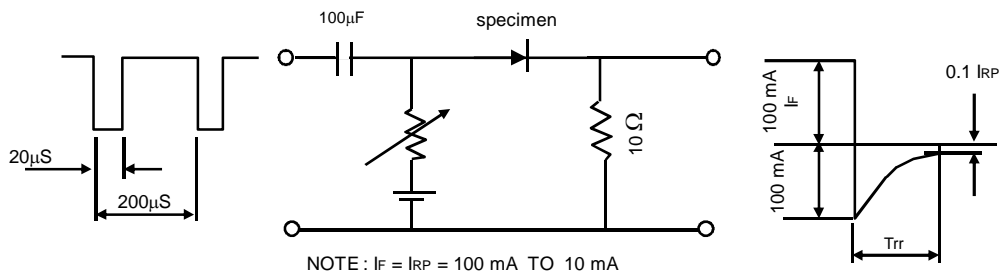 100µF
specimen
20µS
200µS
10 Ω
100 mA
IF
100 mA
0.1 IRP
Trr
NOTE : IF = IRP = 100 mA TO 10 mA